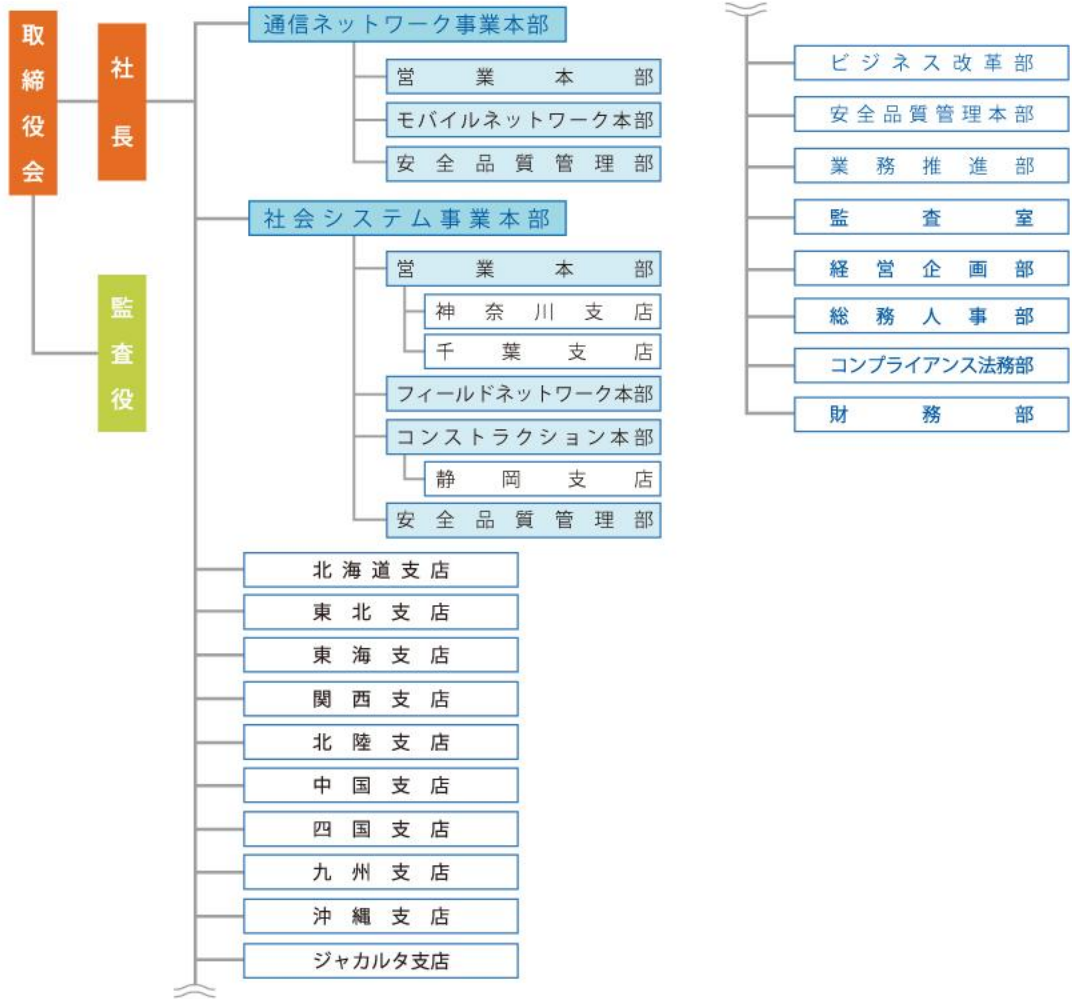 取締役会
社長
監査役
通信ネットワーク事業本部
営業本部
モバイルネットワーク本部
安全品質管理部
社会システム事業本部
営業本部
神奈川支店
千葉支店
フィールドネットワーク本部
コンストラクション本部
静岡支店
安全品質管理部
北海道支店
東北支店
東海支店
関西支店
北陸支店
中国支店
四国支店
九州支店
沖縄支店
ジャカルタ支店
ビジネス改革部
安全品質管理本部
業務推進部
監査室
経営企画部
総務人事部
コンプライアンス法務部
財務部